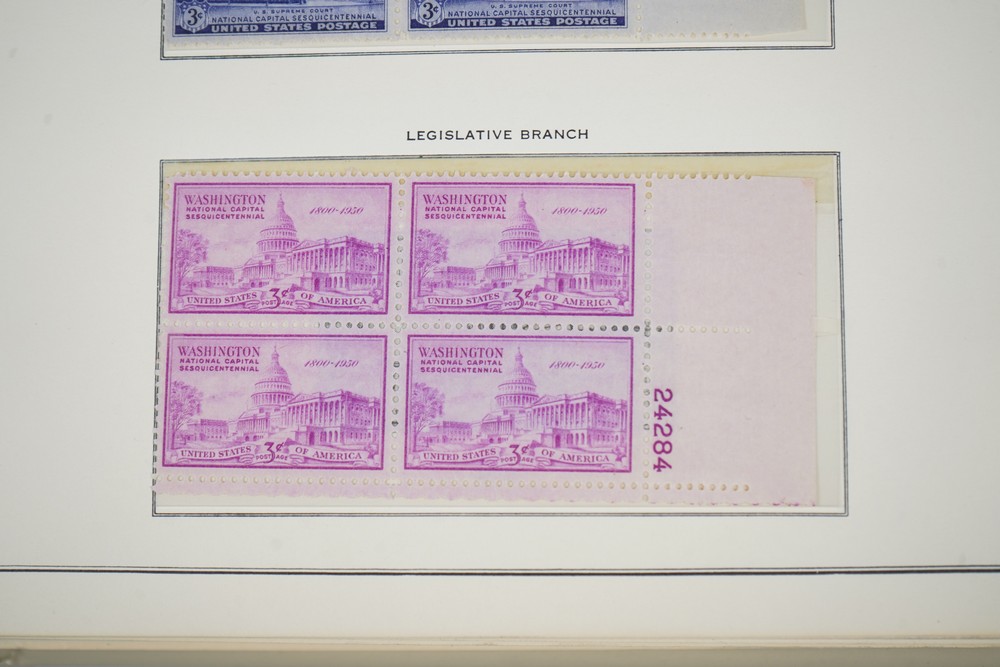 3¢ U.S. SUPREME COURT
NATIONAL CAPITAL SESQUICENTENNIAL
UNITED STATES POSTAGE
3¢ U.S. SUPREME COURT
NATIONAL CAPITAL SESQUICENTENNIAL
UNITED STATES POSTAGE
LEGISLATIVE BRANCH
WASHINGTON
NATIONAL CAPITAL
SESQUICENTENNIAL
1800-1950
UNITED STATES 3¢ OF AMERICA
POSTAGE
WASHINGTON
NATIONAL CAPITAL
SESQUICENTENNIAL
1800-1950
UNITED STATES 3¢ OF AMERICA
POSTAGE
WASHINGTON
NATIONAL CAPITAL
SESQUICENTENNIAL
1800-1950
UNITED STATES 3¢ OF AMERICA
POSTAGE
WASHINGTON
NATIONAL CAPITAL
SESQUICENTENNIAL
1800-1950
UNITED STATES 3¢ OF AMERICA
POSTAGE
24284